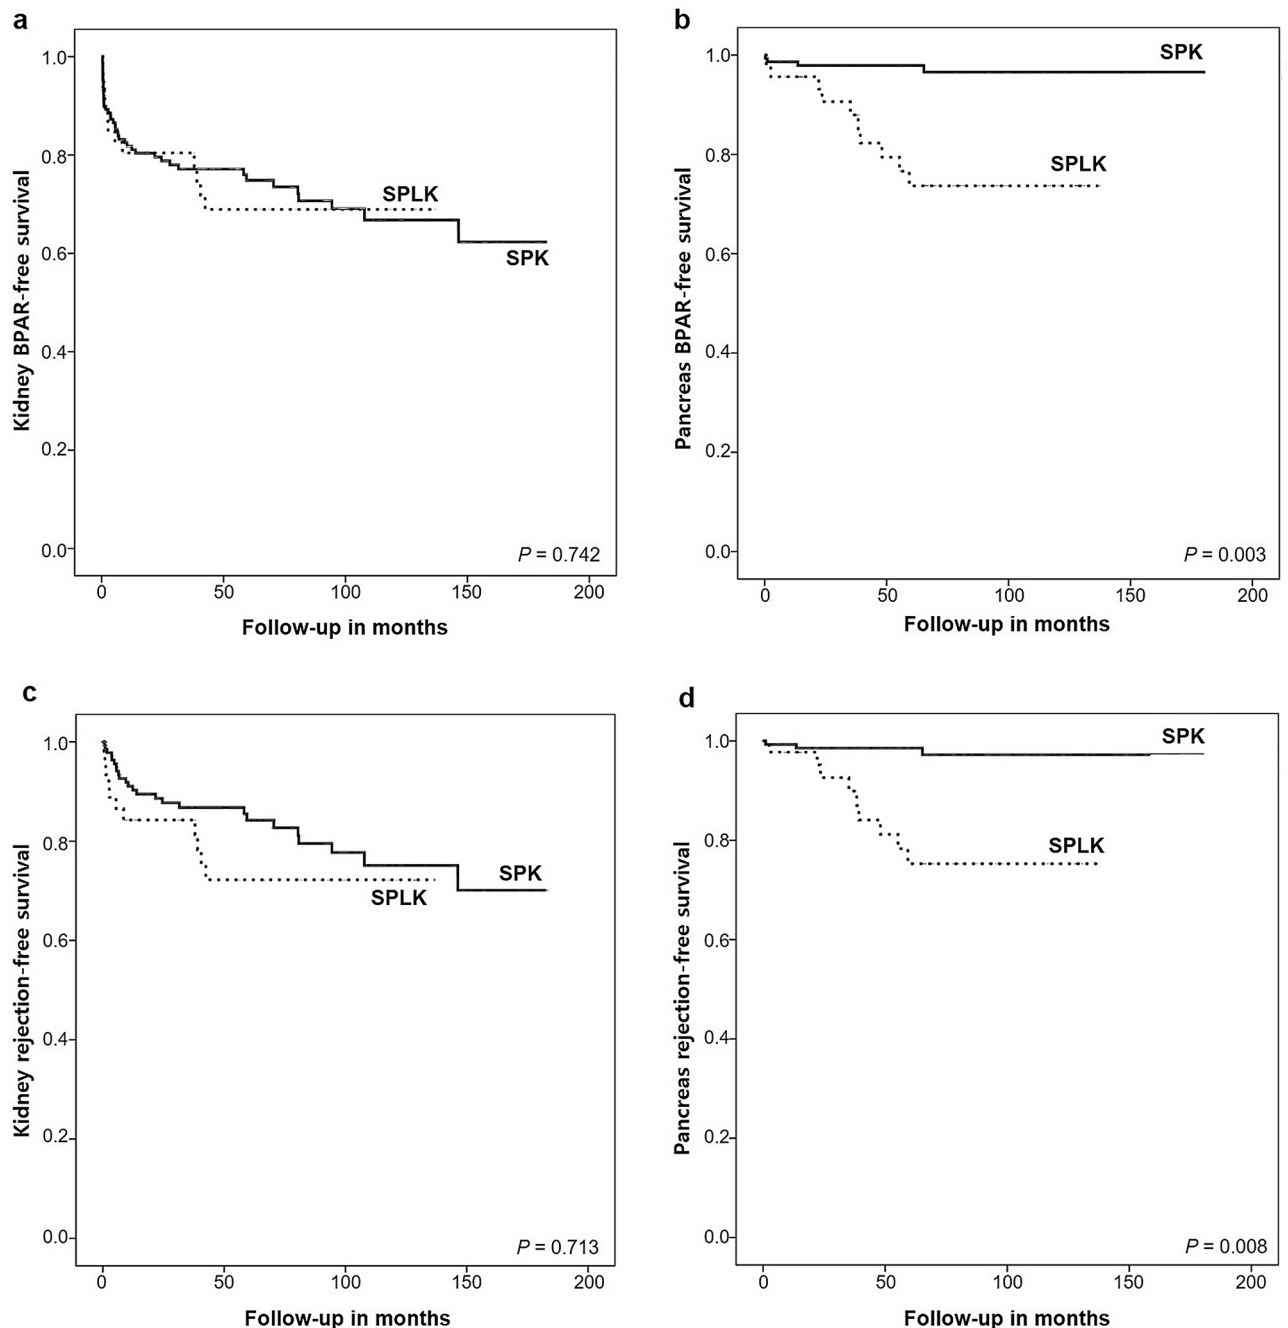 a
1.0
0.8
0.6
0.4
0.2
0.0
Kidney BPAR-free survival
SPLK
SPK
P = 0.742
0 50 100 150 200
Follow-up in months
b
1.0
0.8
0.6
0.4
0.2
0.0
Pancreas BPAR-free survival
SPK
SPLK
P = 0.003
0 50 100 150 200
Follow-up in months
c
1.0
0.8
0.6
0.4
0.2
0.0
Kidney rejection-free survival
SPK
SPLK
P = 0.713
0 50 100 150 200
Follow-up in months
d
1.0
0.8
0.6
0.4
0.2
0.0
Pancreas rejection-free survival
SPK
SPLK
P = 0.008
0 50 100 150 200
Follow-up in months